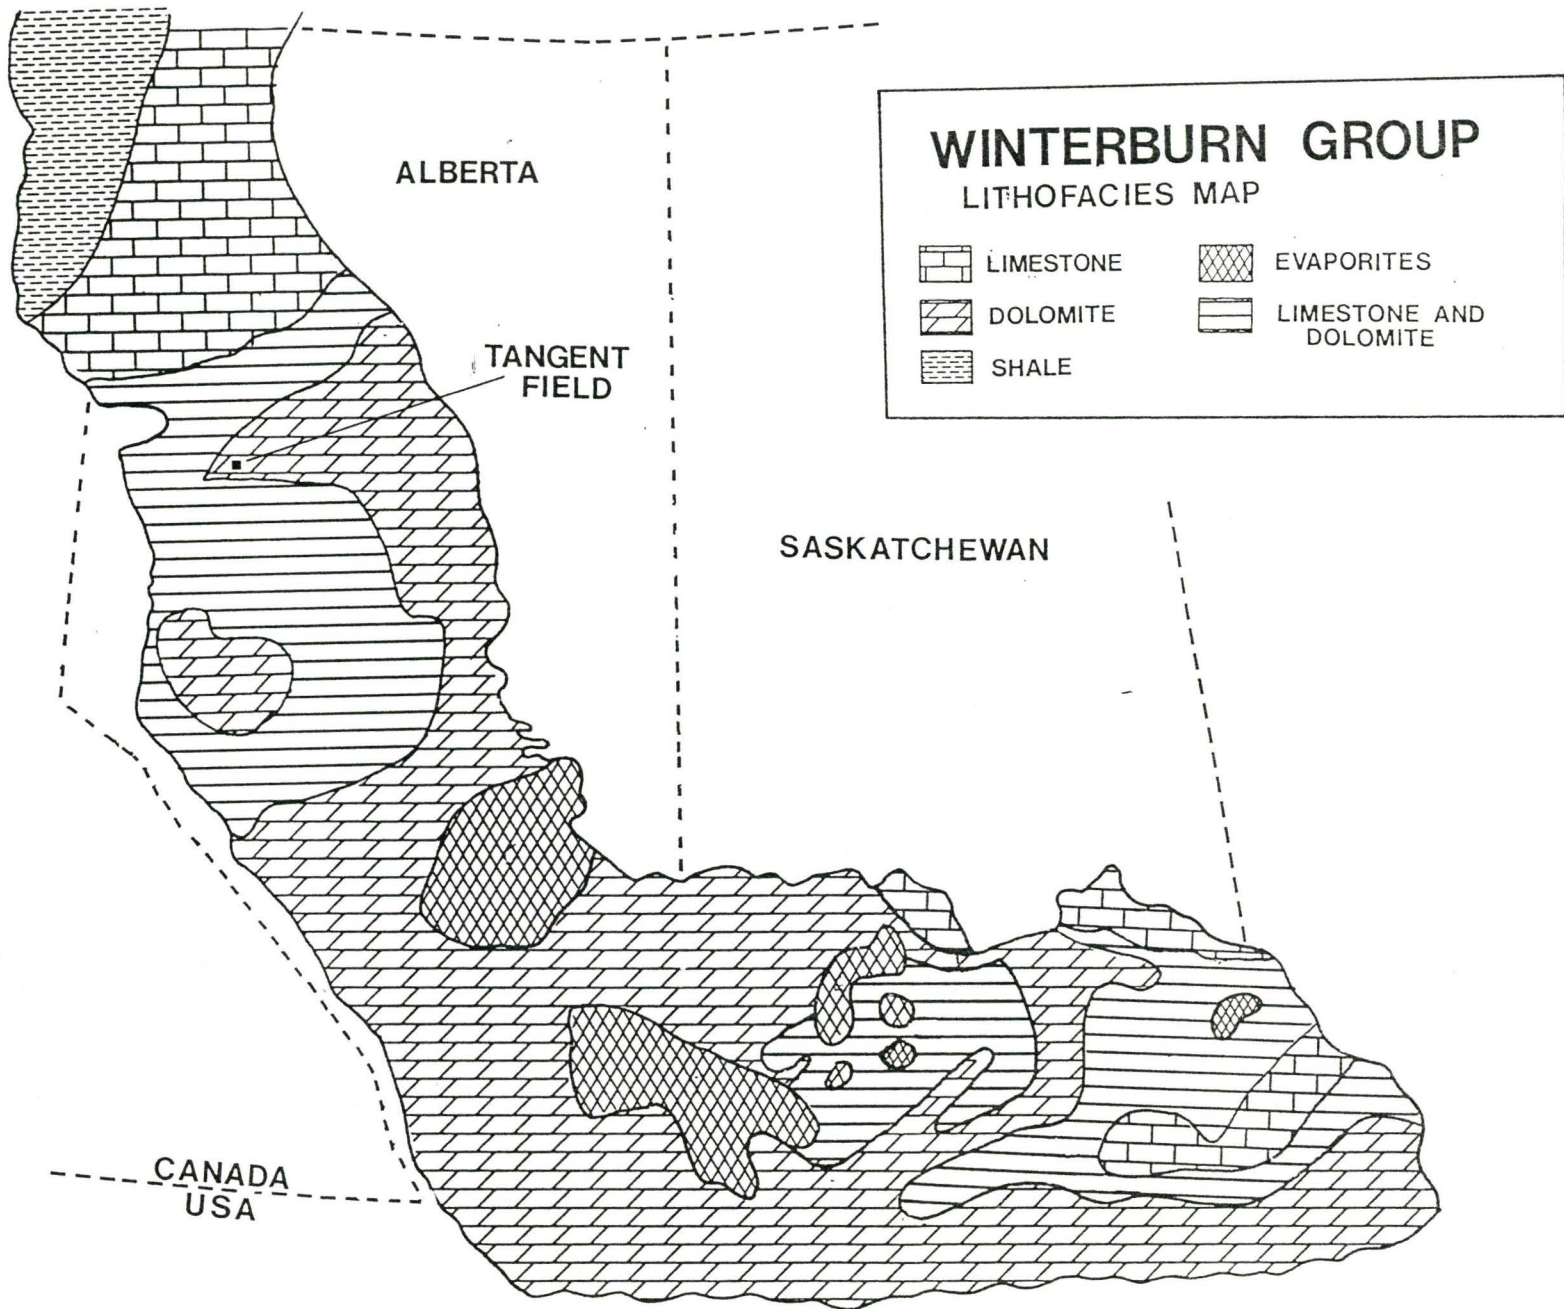 WINTERBURN GROUP
LITHOFACIES MAP
LIMESTONE
EVAPORITES
DOLOMITE
LIMESTONE AND
DOLOMITE
SHALE
ALBERTA
TANGENT
FIELD
SASKATCHEWAN
CANADA
USA